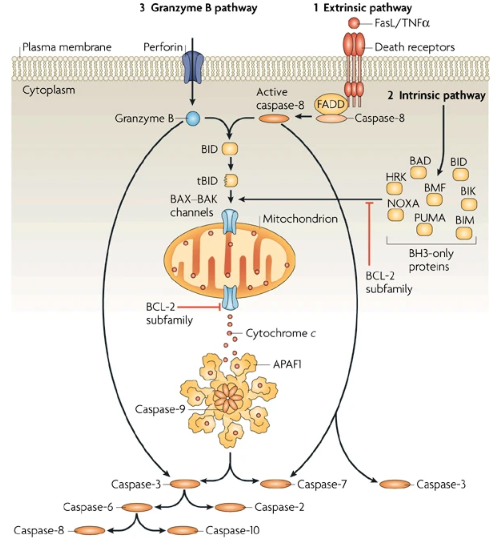 3 Granzyme B pathway
1 Extrinsic pathway
FasL/TNFα
Plasma membrane
Perforin
Death receptors
Cytoplasm
Active
caspase-8
FADD
2 Intrinsic pathway
Granzyme B
Caspase-8
BID
BAD
BID
HRK
tBID
BMF
BIK
NOXA
BAX–BAK
channels
PUMA
BIM
Mitochondrion
BH3-only
proteins
BCL-2
subfamily
BCL-2
subfamily
Cytochrome c
APAF1
Caspase-9
Caspase-3
Caspase-7
Caspase-3
Caspase-6
Caspase-2
Caspase-8
Caspase-10